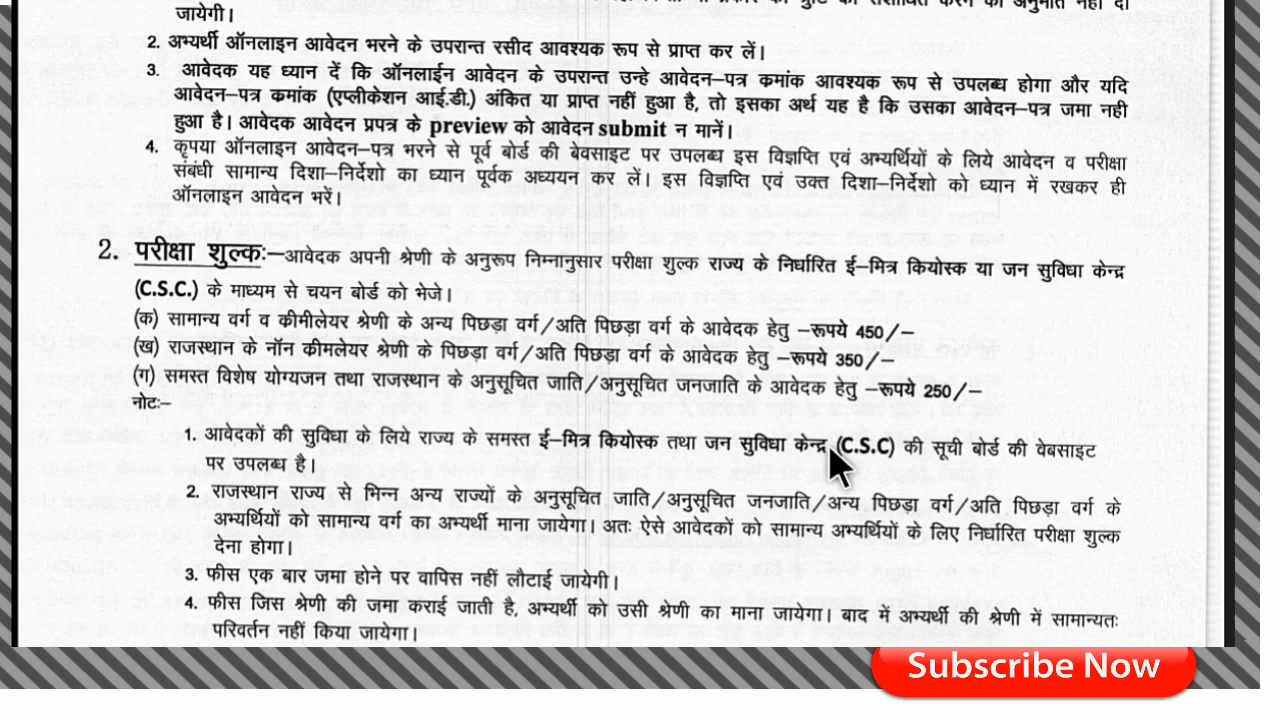 जायेगी।
2. अभ्यर्थी ऑनलाइन आवेदन भरने के उपरान्त रसीद आवश्यक रूप से प्राप्त कर लें।
3. आवेदक यह ध्यान दें कि ऑनलाईन आवेदन के उपरान्त उन्हे आवेदन–पत्र कमांक आवश्यक रूप से उपलब्ध होगा और यदि
आवेदन–पत्र कमांक (एप्लीकेशन आई.डी.) अंकित या प्राप्त नही हुआ है, तो इसका अर्थ यह है कि उसका आवेदन–पत्र जमा नही
हुआ है। आवेदक आवेदन प्रपत्र के preview को आवेदन submit न मानें।
4. कृपया ऑनलाइन आवेदन–पत्र भरने से पूर्व बोर्ड की वेबसाइट पर उपलब्ध इस विज्ञप्ति एवं अभ्यर्थियों के लिये आवेदन व परीक्षा
संबंधी सामान्य दिशा–निर्देशो का ध्यान पूर्वक अध्ययन कर लें। इस विज्ञप्ति एवं उक्त दिशा–निर्देशो को ध्यान में रखकर ही
ऑनलाइन आवेदन भरें।
2. परीक्षा शुल्कः–आवेदक अपनी श्रेणी के अनुरूप निम्नानुसार परीक्षा शुल्क राज्य के निर्धारित ई–मित्र कियोस्क या जन सुविधा केन्द्र
(C.S.C.) के माध्यम से चयन बोर्ड को भेजे।
(क) सामान्य वर्ग व कीमीलेयर श्रेणी के अन्य पिछड़ा वर्ग/अति पिछड़ा वर्ग के आवेदक हेतु –रूपये 450/–
(ख) राजस्थान के नॉन कीमलेयर श्रेणी के पिछड़ा वर्ग/अति पिछड़ा वर्ग के आवेदक हेतु –रूपये 350/–
(ग) समस्त विशेष योग्यजन तथा राजस्थान के अनुसूचित जाति/अनुसूचित जनजाति के आवेदक हेतु –रूपये 250/–
नोटः–
1. आवेदकों की सुविधा के लिये राज्य के समस्त ई–मित्र कियोस्क तथा जन सुविधा केन्द्र (C.S.C) की सूची बोर्ड की वेबसाइट
पर उपलब्ध है।
2. राजस्थान राज्य से भिन्न अन्य राज्यों के अनुसूचित जाति/अनुसूचित जनजाति/अन्य पिछड़ा वर्ग/अति पिछड़ा वर्ग के
अभ्यर्थियों को सामान्य वर्ग का अभ्यर्थी माना जायेगा। अतः ऐसे आवेदकों को सामान्य अभ्यर्थियों के लिए निर्धारित परीक्षा शुल्क
देना होगा।
3. फीस एक बार जमा होने पर वापिस नही लौटाई जायेगी।
4. फीस जिस श्रेणी की जमा कराई जाती है, अभ्यर्थी को उसी श्रेणी का माना जायेगा। बाद में अभ्यर्थी की श्रेणी में सामान्यतः
परिवर्तन नहीं किया जायेगा।
Subscribe Now